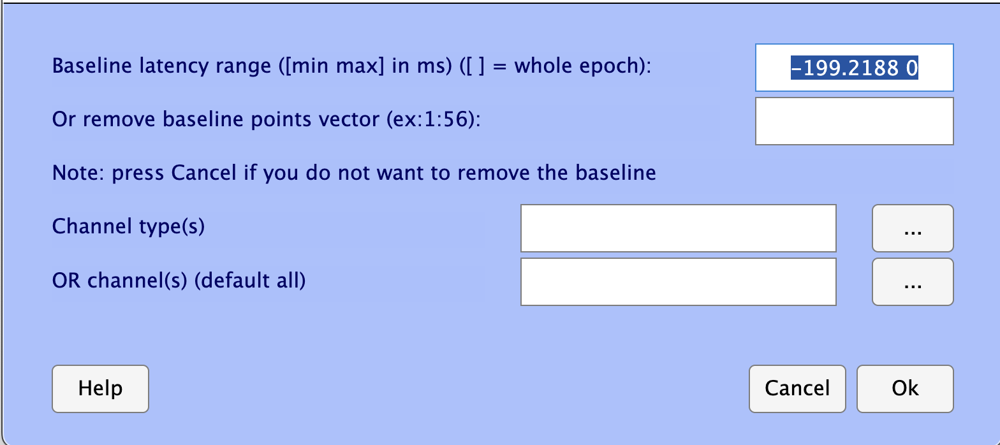 Baseline latency range ([min max] in ms) ([ ] = whole epoch):
−199.2188 0
Or remove baseline points vector (ex:1:56):
Note: press Cancel if you do not want to remove the baseline
Channel type(s)
...
OR channel(s) (default all)
...
Help
Cancel
Ok